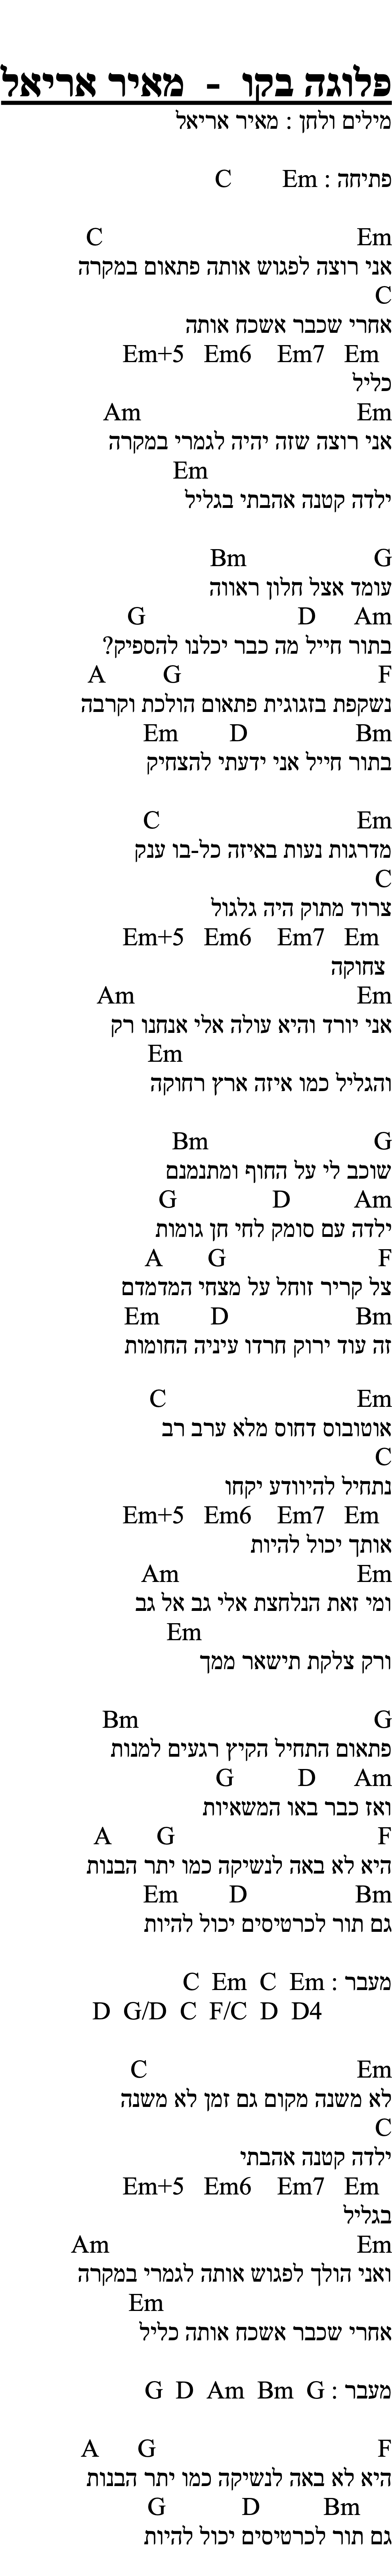 פלוגה בקו - מאיר אריאל
מילים ולחן : מאיר אריאל
פתיחה : Em C
Em C
אני רוצה לפגוש אותה פתאום במקרה
C
אחרי שכבר אשכח אותה
Em Em7 Em6 Em+5
כליל
Em Am
אני רוצה שזה יהיה לגמרי במקרה
Em
ילדה קטנה אהבתי בגליל
G Bm
עומד אצל חלון ראווה
Am D G
בתור חייל מה כבר יכלנו להספיק?
F G A
נשקפת בזגוגית פתאום הולכת וקרבה
Bm D Em
בתור חייל אני ידעתי להצחיק
Em C
מדרגות נעות באיזה כל-בו ענק
C
צרוד מתוק היה גלגול
Em Em7 Em6 Em+5
צחוקה
Em Am
אני יורד והיא עולה אלי אנחנו רק
Em
והגליל כמו איזה ארץ רחוקה
G Bm
שוכב לי על החוף ומתנמנם
Am D G
ילדה עם סומק לחי חן גומות
F G A
צל קריר זוחל על מצחי המדמדם
Bm D Em
זה עוד ירוק חרדו עיניה החומות
Em C
אוטובוס דחוס מלא ערב רב
C
נתחיל להיוודע יקחו
Em Em7 Em6 Em+5
אותך יכול להיות
Em Am
ומי זאת הנלחצת אלי גב אל גב
Em
ורק צלקת תישאר ממך
G Bm
פתאום התחיל הקיץ רגעים למנות
Am D G
ואז כבר באו המשאיות
F G A
היא לא באה לנשיקה כמו יתר הבנות
Bm D Em
גם תור לכרטיסים יכול להיות
מעבר : Em C Em C
D4 D F/C C G/D D
Em C
לא משנה מקום גם זמן לא משנה
C
ילדה קטנה אהבתי
Em Em7 Em6 Em+5
בגליל
Em Am
ואני הולך לפגוש אותה לגמרי במקרה
Em
אחרי שכבר אשכח אותה כליל
מעבר : G Bm Am D G
F G A
היא לא באה לנשיקה כמו יתר הבנות
Bm D G
גם תור לכרטיסים יכול להיות